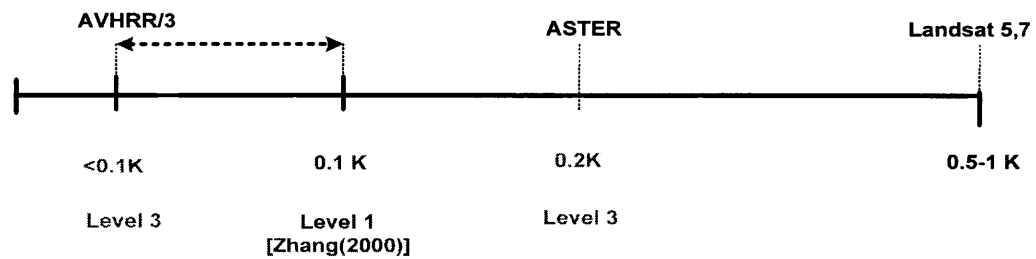 AVHRR/3
ASTER
Landsat 5,7
<0.1K
0.1 K
0.2K
0.5-1 K
Level 3
Level 1
[Zhang(2000)]
Level 3